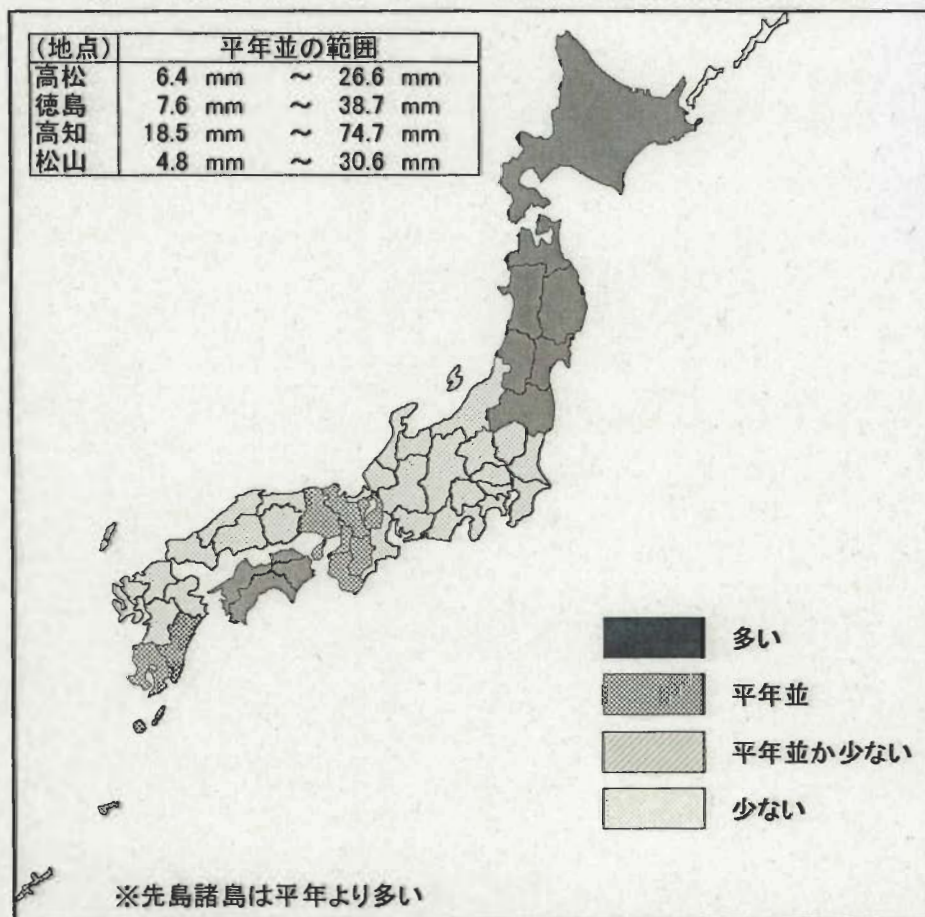 (地点) 平年並の範囲
高松 6.4 mm ～ 26.6 mm
徳島 7.6 mm ～ 38.7 mm
高知 18.5 mm ～ 74.7 mm
松山 4.8 mm ～ 30.6 mm
多い
平年並
平年並か少ない
少ない
※先島諸島は平年より多い